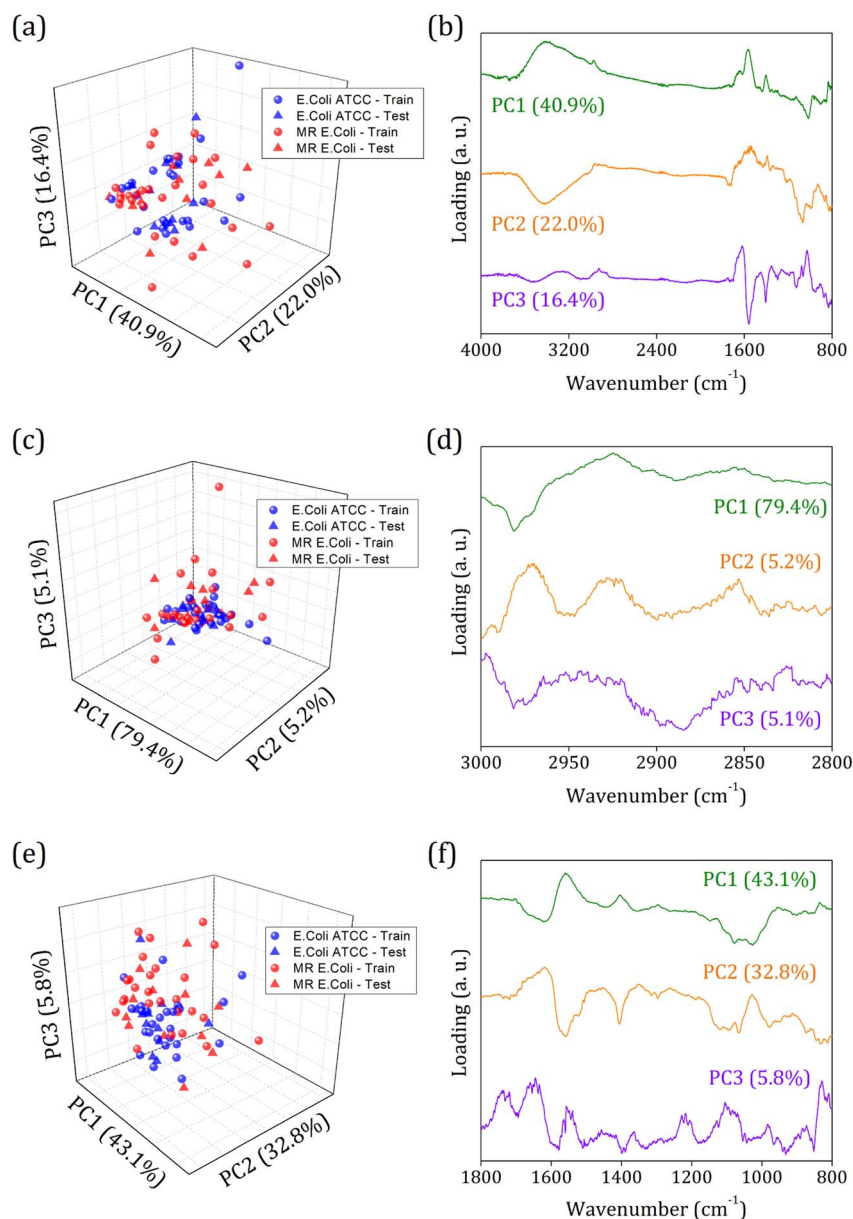 (a)
E.Coli ATCC - Train
E.Coli ATCC - Test
MR E.Coli - Train
MR E.Coli - Test
PC3 (16.4%)
PC1 (40.9%)
PC2 (22.0%)
(b)
PC1 (40.9%)
PC2 (22.0%)
PC3 (16.4%)
Loading (a. u.)
4000 3200 2400 1600 800
Wavenumber (cm⁻¹)
(c)
E.Coli ATCC - Train
E.Coli ATCC - Test
MR E.Coli - Train
MR E.Coli - Test
PC3 (5.1%)
PC1 (79.4%)
PC2 (5.2%)
(d)
PC1 (79.4%)
PC2 (5.2%)
PC3 (5.1%)
Loading (a. u.)
3000 2950 2900 2850 2800
Wavenumber (cm⁻¹)
(e)
E.Coli ATCC - Train
E.Coli ATCC - Test
MR E.Coli - Train
MR E.Coli - Test
PC3 (5.8%)
PC1 (43.1%)
PC2 (32.8%)
(f)
PC1 (43.1%)
PC2 (32.8%)
PC3 (5.8%)
Loading (a. u.)
1800 1600 1400 1200 1000 800
Wavenumber (cm⁻¹)